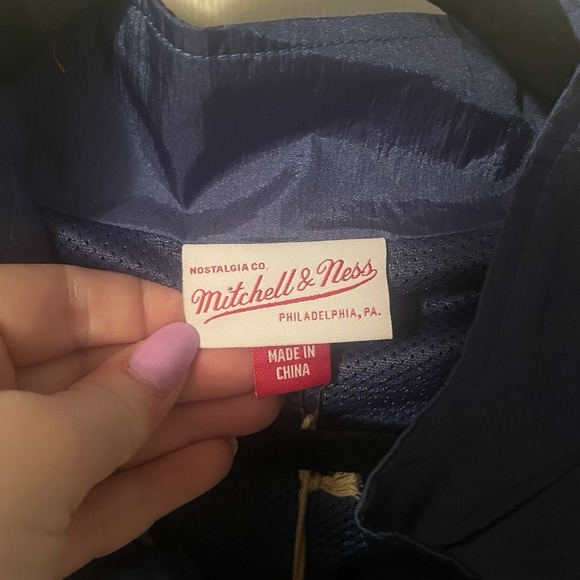 NOSTALGIA CO.
Mitchell & Ness
PHILADELPHIA, PA.
MADE IN
CHINA